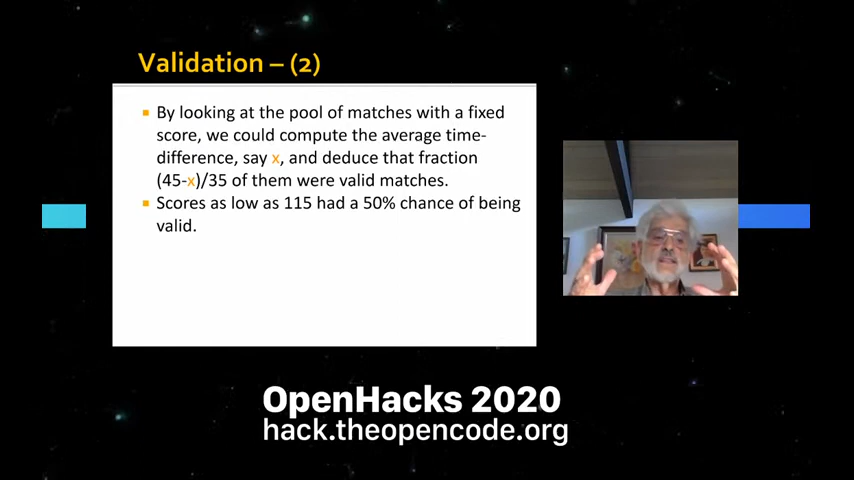 Validation – (2)
By looking at the pool of matches with a fixed
score, we could compute the average time-
difference, say x, and deduce that fraction
(45-x)/35 of them were valid matches.
Scores as low as 115 had a 50% chance of being
valid.
OpenHacks 2020
hack.theopencode.org